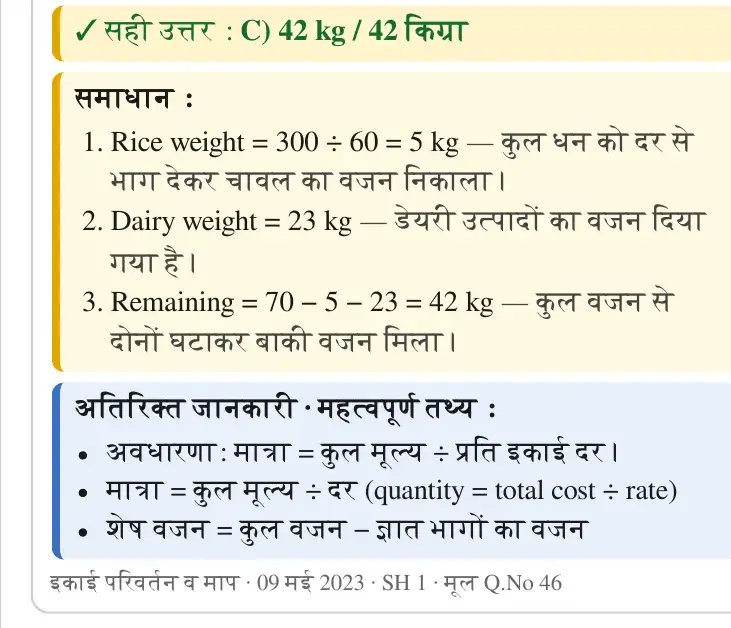 ✓ सही उत्तर : C) 42 kg / 42 किग्रा
समाधान :
1. Rice weight = 300 ÷ 60 = 5 kg — कुल धन को दर से
भाग देकर चावल का वजन निकाला।
2. Dairy weight = 23 kg — डेयरी उत्पादों का वजन दिया
गया है।
3. Remaining = 70 − 5 − 23 = 42 kg — कुल वजन से
दोनों घटाकर बाकी वजन मिला।
अतिरिक्त जानकारी · महत्वपूर्ण तथ्य :
• अवधारणा: मात्रा = कुल मूल्य ÷ प्रति इकाई दर।
• मात्रा = कुल मूल्य ÷ दर (quantity = total cost ÷ rate)
• शेष वजन = कुल वजन − ज्ञात भागों का वजन
इकाई परिवर्तन व माप · 09 मई 2023 · SH 1 · मूल Q.No 46